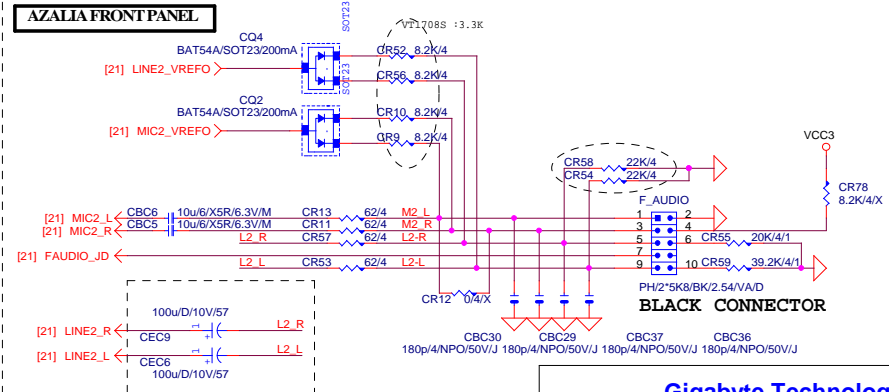 AZALIA FRONT PANEL
SOT23
VT1708S :3.3K
CQ4
BAT54A/SOT23/200mA
CR52 8.2K/4
[21] LINE2_VREFO
CR56 8.2K/4
SOT23
CQ2
BAT54A/SOT23/200mA
CR10 8.2K/4
[21] MIC2_VREFO
CR9 8.2K/4
VCC3
CR58 22K/4
CR54 22K/4
CR78
8.2K/4/X
F_AUDIO
[21] MIC2_L CBC6 10u/6/X5R/6.3V/M CR13 62/4 M2_L 1 2
[21] MIC2_R CBC5 10u/6/X5R/6.3V/M CR11 62/4 M2_R 3 4
L2_R CR57 62/4 L2-R 5 6 CR55 20K/4/1
[21] FAUDIO_JD 7
L2_L CR53 62/4 L2-L 9 10 CR59 39.2K/4/1
PH/2*5K8/BK/2.54/VA/D
BLACK CONNECTOR
CR12 0/4/X
100u/D/10V/57
[21] LINE2_R 1 L2_R
+
CEC9
[21] LINE2_L 1 L2_L
+
CEC6
100u/D/10V/57
CBC30 CBC29 CBC37 CBC36
180p/4/NPO/50V/J 180p/4/NPO/50V/J 180p/4/NPO/50V/J 180p/4/NPO/50V/J
Gigabyte Technolog